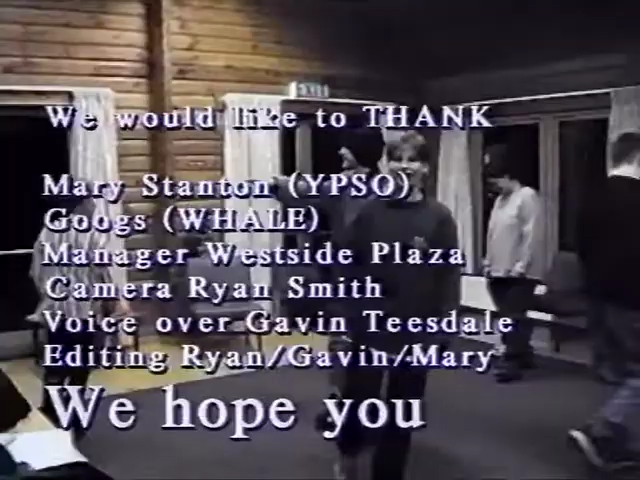 We would like to THANK
Mary Stanton (YPSO)
Googs (WHALE)
Manager Westside Plaza
Camera Ryan Smith
Voice over Gavin Teesdale
Editing Ryan/Gavin/Mary
We hope you